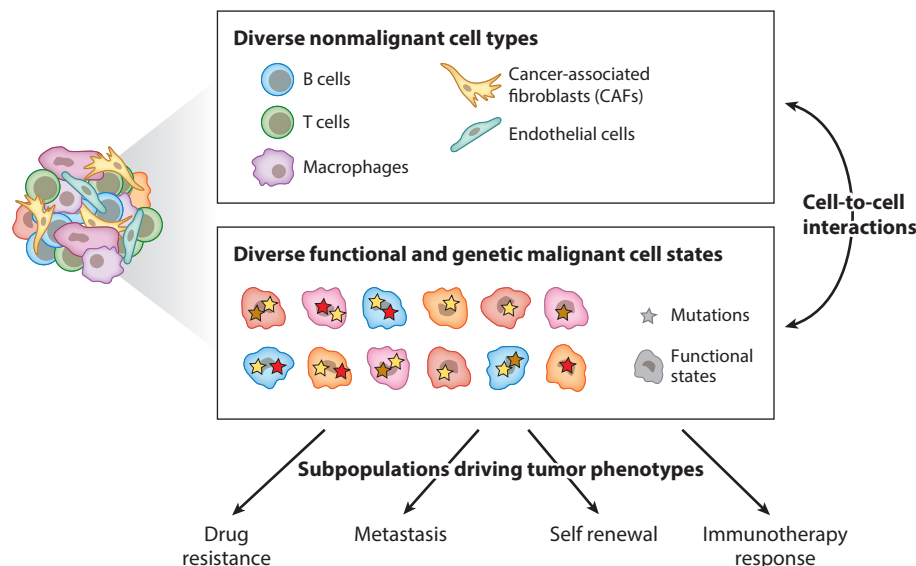 Diverse nonmalignant cell types
B cells
T cells
Macrophages
Cancer-associated
fibroblasts (CAFs)
Endothelial cells
Cell-to-cell
interactions
Diverse functional and genetic malignant cell states
Mutations
Functional
states
Subpopulations driving tumor phenotypes
Drug
resistance
Metastasis
Self renewal
Immunotherapy
response